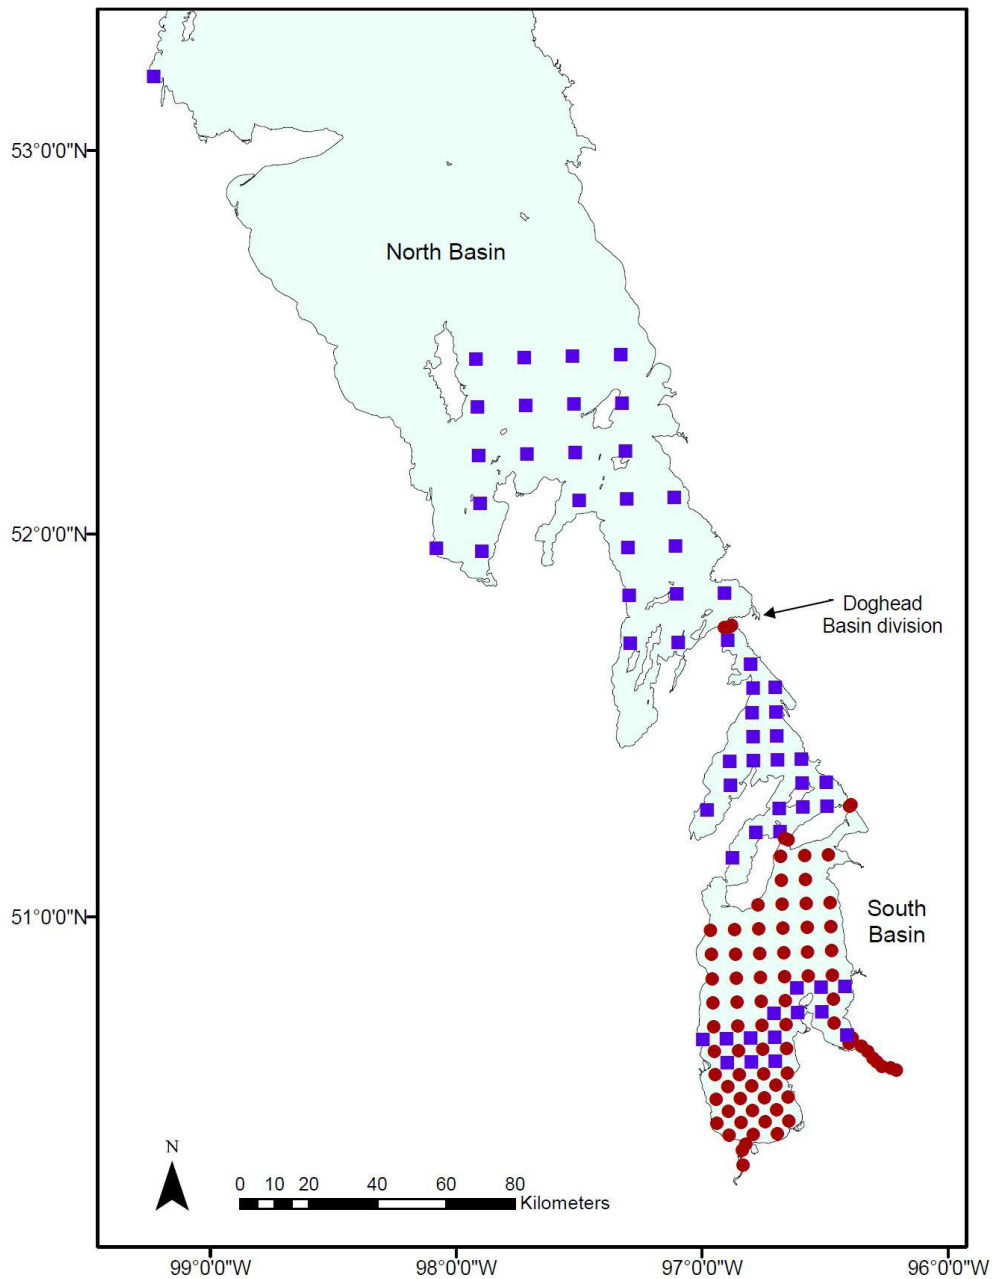 53°0'0"N
North Basin
52°0'0"N
Doghead
Basin division
51°0'0"N
South
Basin
N
0 10 20 40 60 80
Kilometers
99°0'0"W 98°0'0"W 97°0'0"W 96°0'0"W